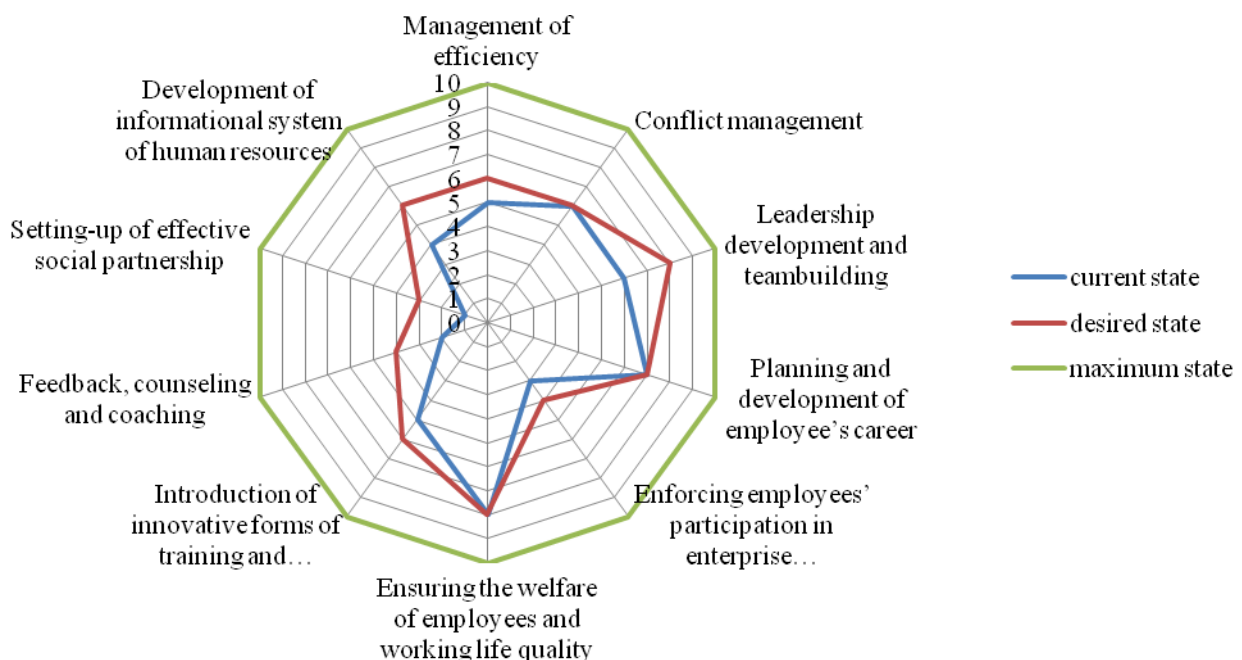 Management of
efficiency
Conflict management
Leadership
development and
teambuilding
Planning and
development of
employee’s career
Enforcing employees’
participation in
enterprise…
Ensuring the welfare
of employees and
working life quality
Introduction of
innovative forms of
training and…
Feedback, counseling
and coaching
Setting-up of effective
social partnership
Development of
informational system
of human resources
10
9
8
7
6
5
4
3
2
1
0
current state
desired state
maximum state